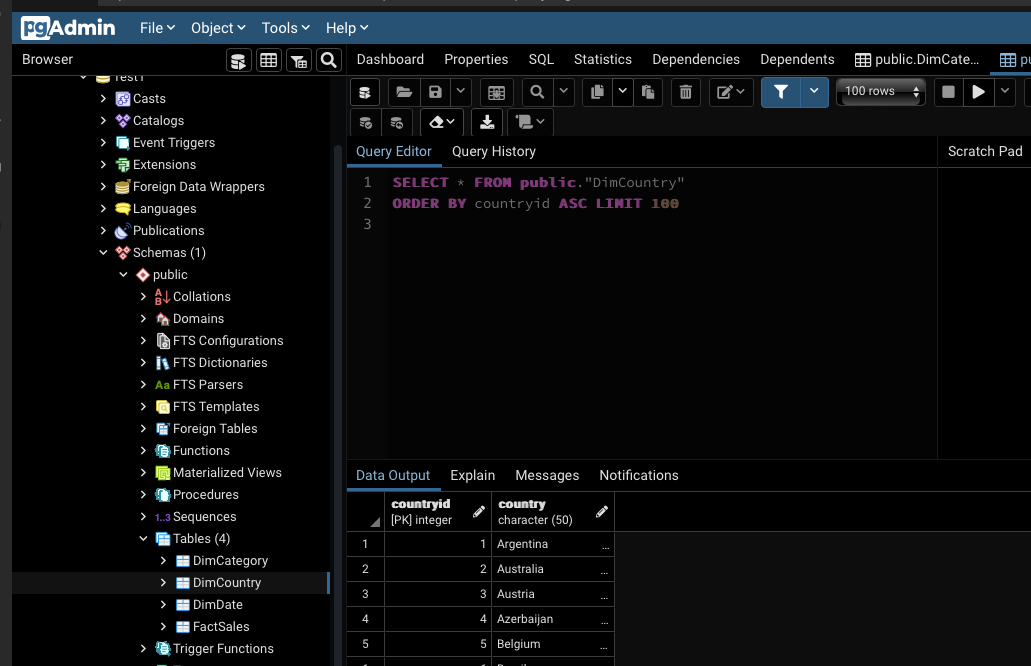 pgAdmin File Object Tools Help
Browser
Dashboard Properties SQL Statistics Dependencies Dependents public.DimCate...
Test1
Casts
Catalogs
Event Triggers
Extensions
Foreign Data Wrappers
Languages
Publications
Schemas (1)
public
Collations
Domains
FTS Configurations
FTS Dictionaries
Aa FTS Parsers
FTS Templates
Foreign Tables
Functions
Materialized Views
Procedures
1..3 Sequences
Tables (4)
DimCategory
DimCountry
DimDate
FactSales
Trigger Functions
100 rows
Query Editor Query History Scratch Pad
1 SELECT * FROM public."DimCountry"
2 ORDER BY countryid ASC LIMIT 100
3
Data Output Explain Messages Notifications
countryid country
[PK] integer character (50)
1 1 Argentina ...
2 2 Australia ...
3 3 Austria ...
4 4 Azerbaijan ...
5 5 Belgium ...